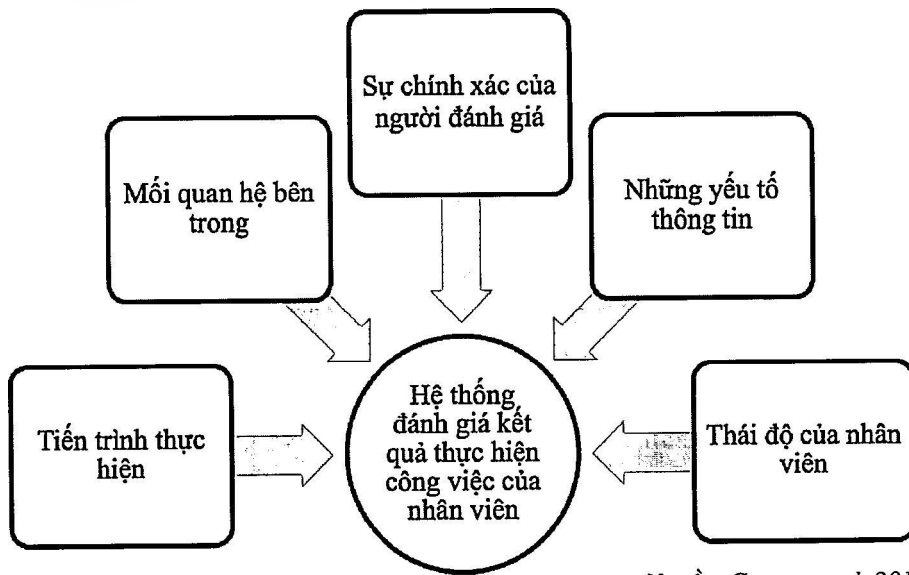 Sự chính xác của
người đánh giá
Mối quan hệ bên
trong
Những yếu tố
thông tin
Tiến trình thực
hiện
Hệ thống
đánh giá kết
quả thực hiện
công việc của
nhân viên
Thái độ của nhân
viên